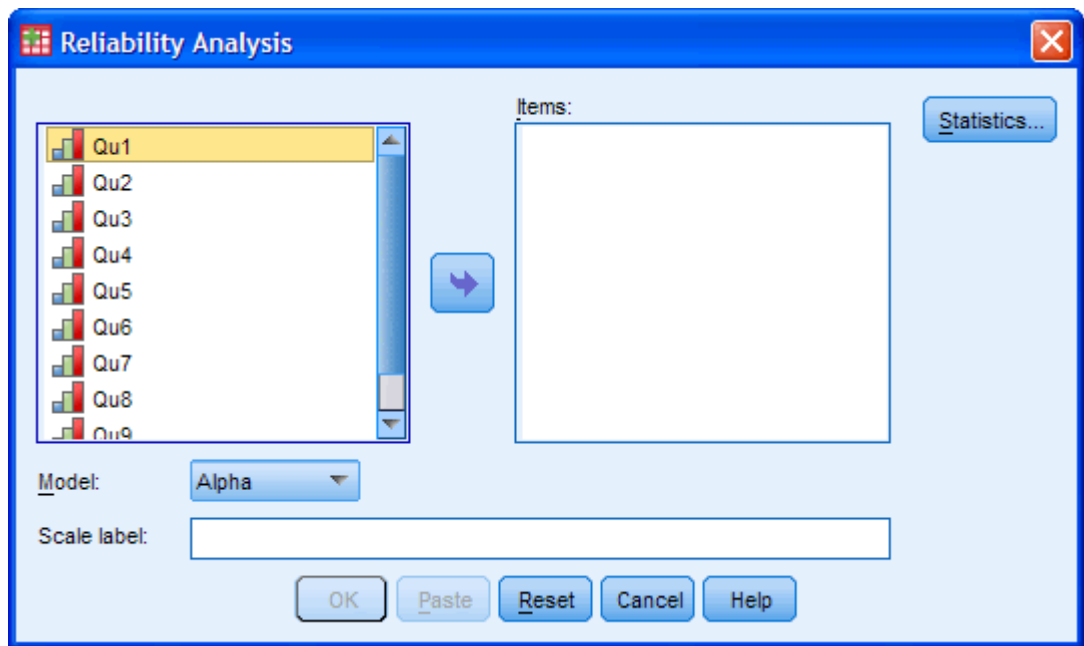 Reliability Analysis
Items:
Statistics...
Qu1
Qu2
Qu3
Qu4
Qu5
Qu6
Qu7
Qu8
Qu9
Model:
Alpha
Scale label:
OK
Paste
Reset
Cancel
Help